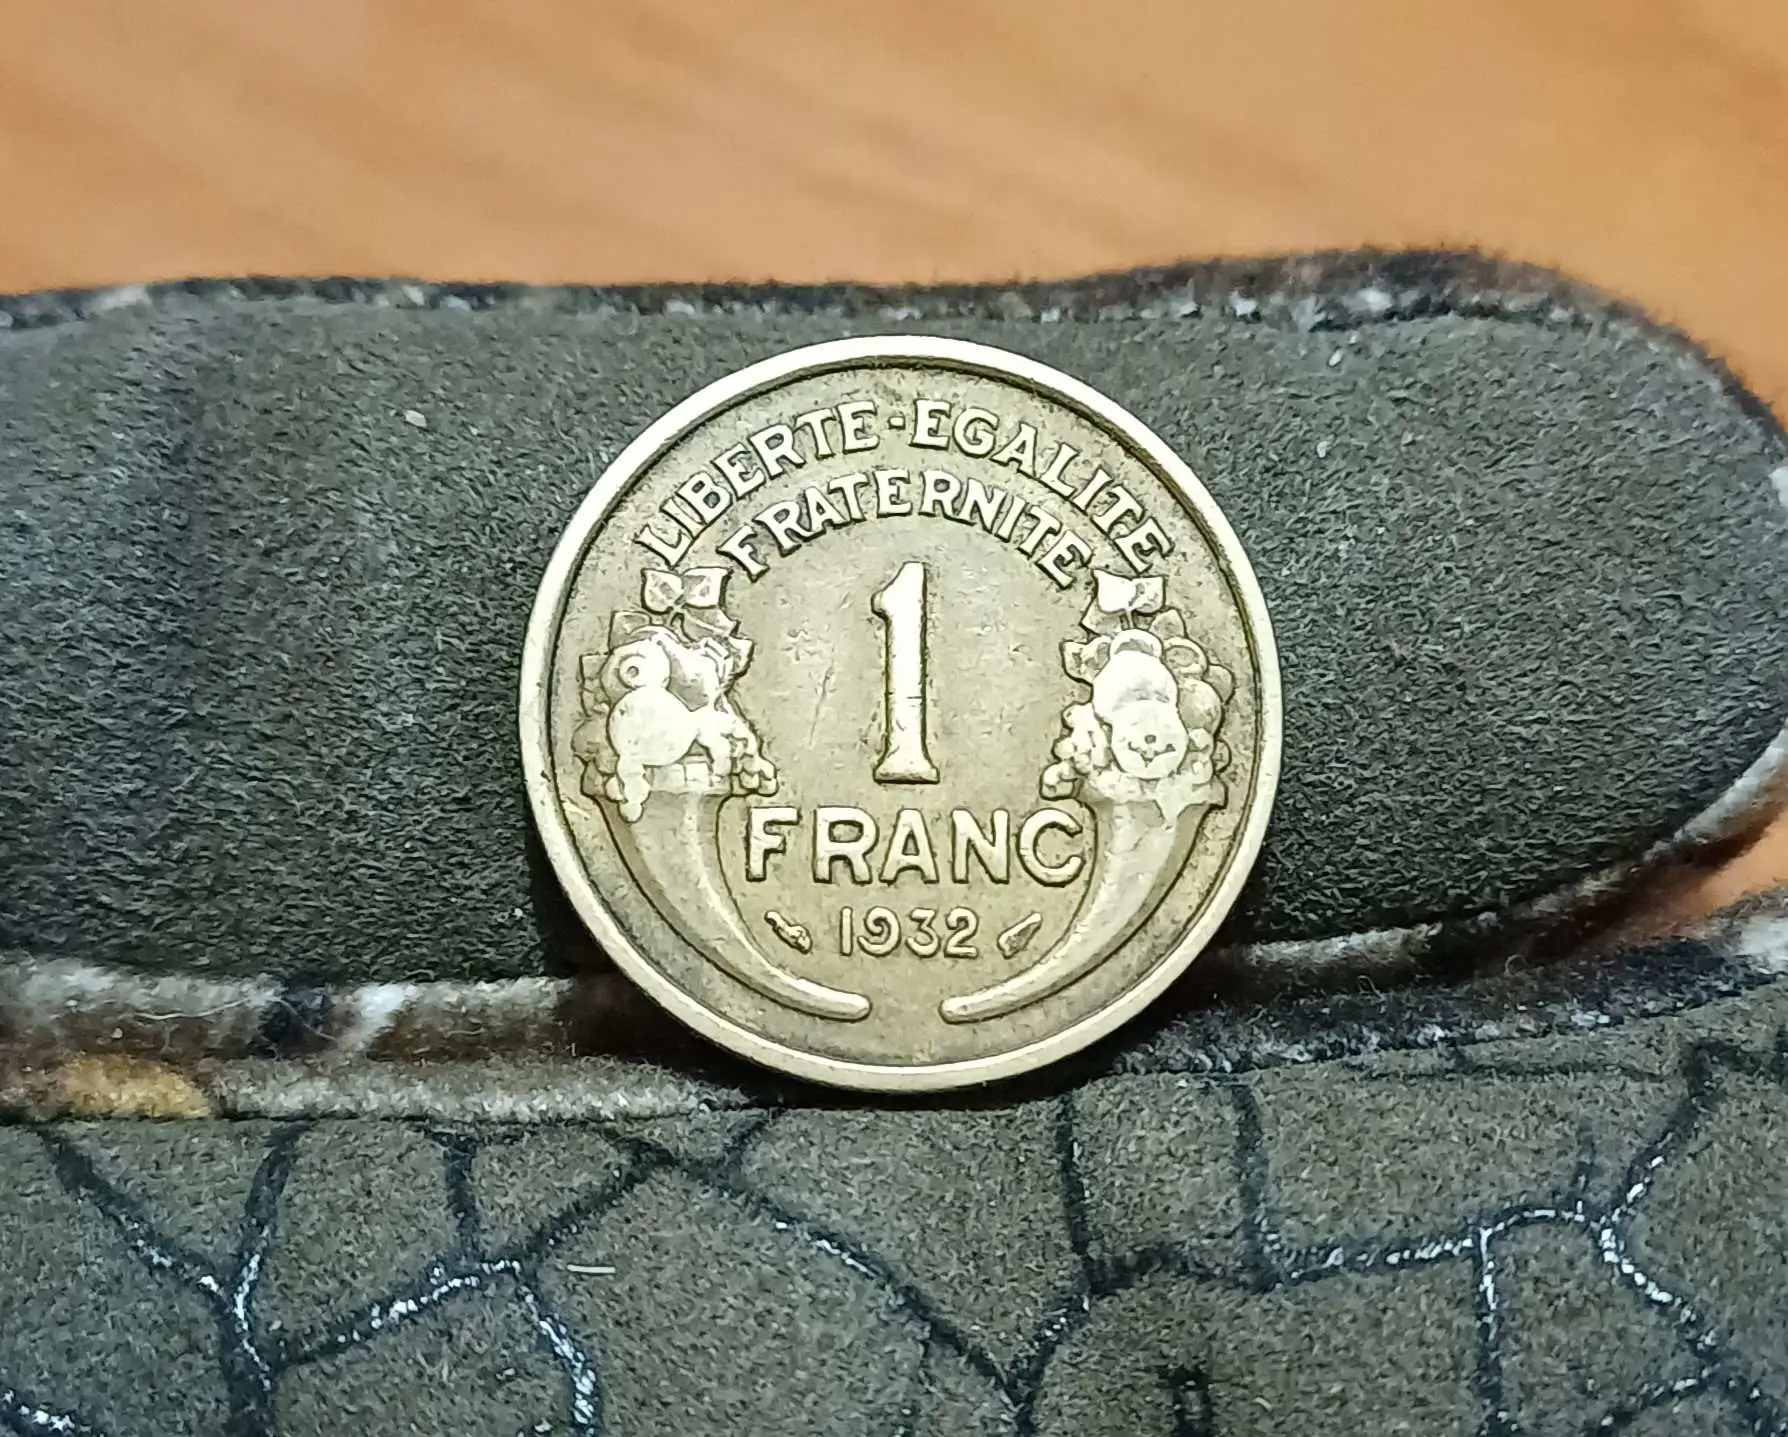 LIBERTE·EGALITE
FRATERNITE
1
FRANC
1932